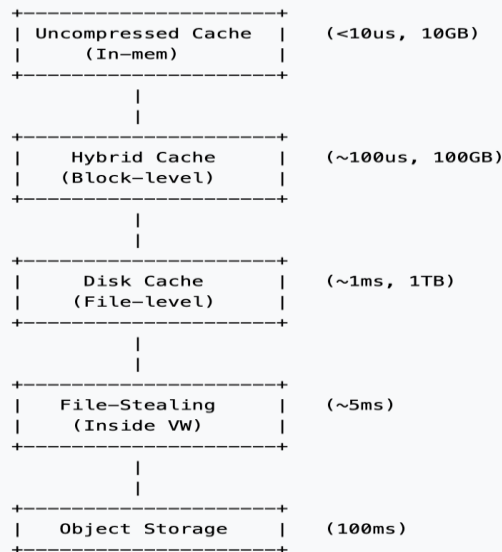 Uncompressed Cache (<10us, 10GB)
(In-mem)
Hybrid Cache (~100us, 100GB)
(Block-level)
Disk Cache (~1ms, 1TB)
(File-level)
File-Stealing (~5ms)
(Inside VW)
Object Storage (100ms)